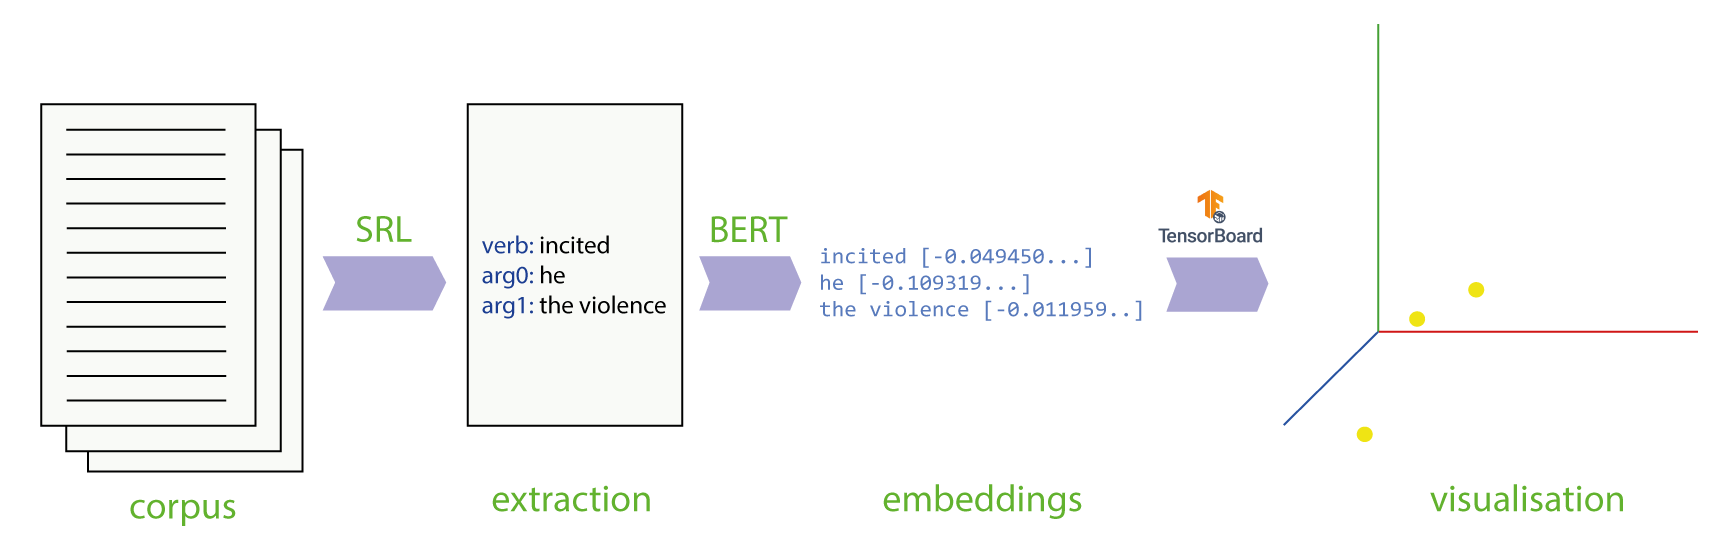 SRL
verb: incited
arg0: he
arg1: the violence
BERT
incited [-0.049450...]
he [-0.109319...]
the violence [-0.011959..]
TensorBoard
corpus
extraction
embeddings
visualisation